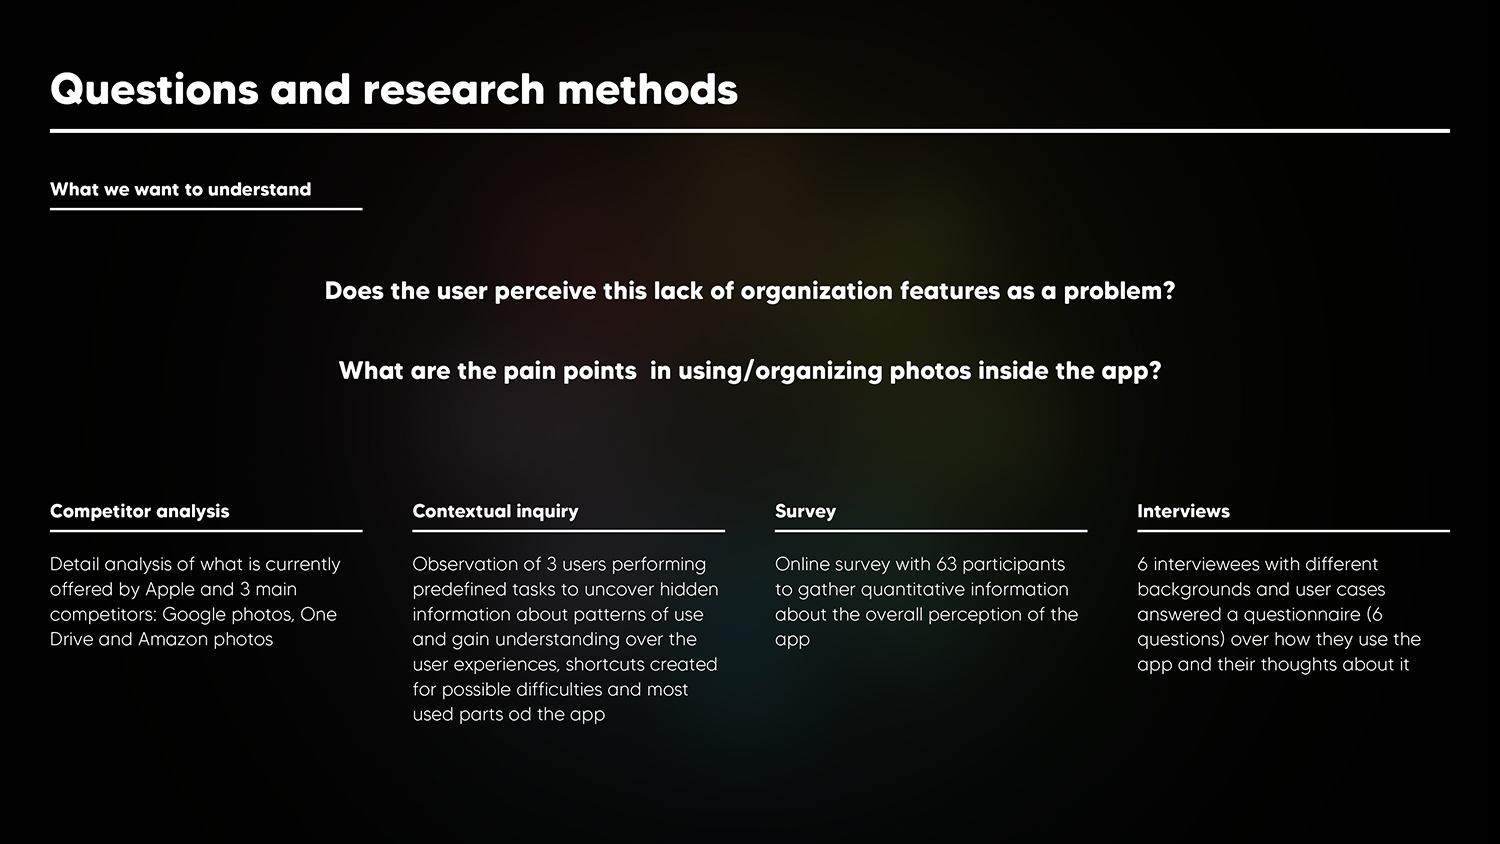 Questions and research methods
What we want to understand
Does the user perceive this lack of organization features as a problem?
What are the pain points  in using/organizing photos inside the app?
Competitor analysis
Detail analysis of what is currently
offered by Apple and 3 main
competitors: Google photos, One
Drive and Amazon photos
Contextual inquiry
Observation of 3 users performing
predefined tasks to uncover hidden
information about patterns of use
and gain understanding over the
user experiences, shortcuts created
for possible difficulties and most
used parts od the app
Survey
Online survey with 63 participants
to gather quantitative information
about the overall perception of the
app
Interviews
6 interviewees with different
backgrounds and user cases
answered a questionnaire (6
questions) over how they use the
app and their thoughts about it